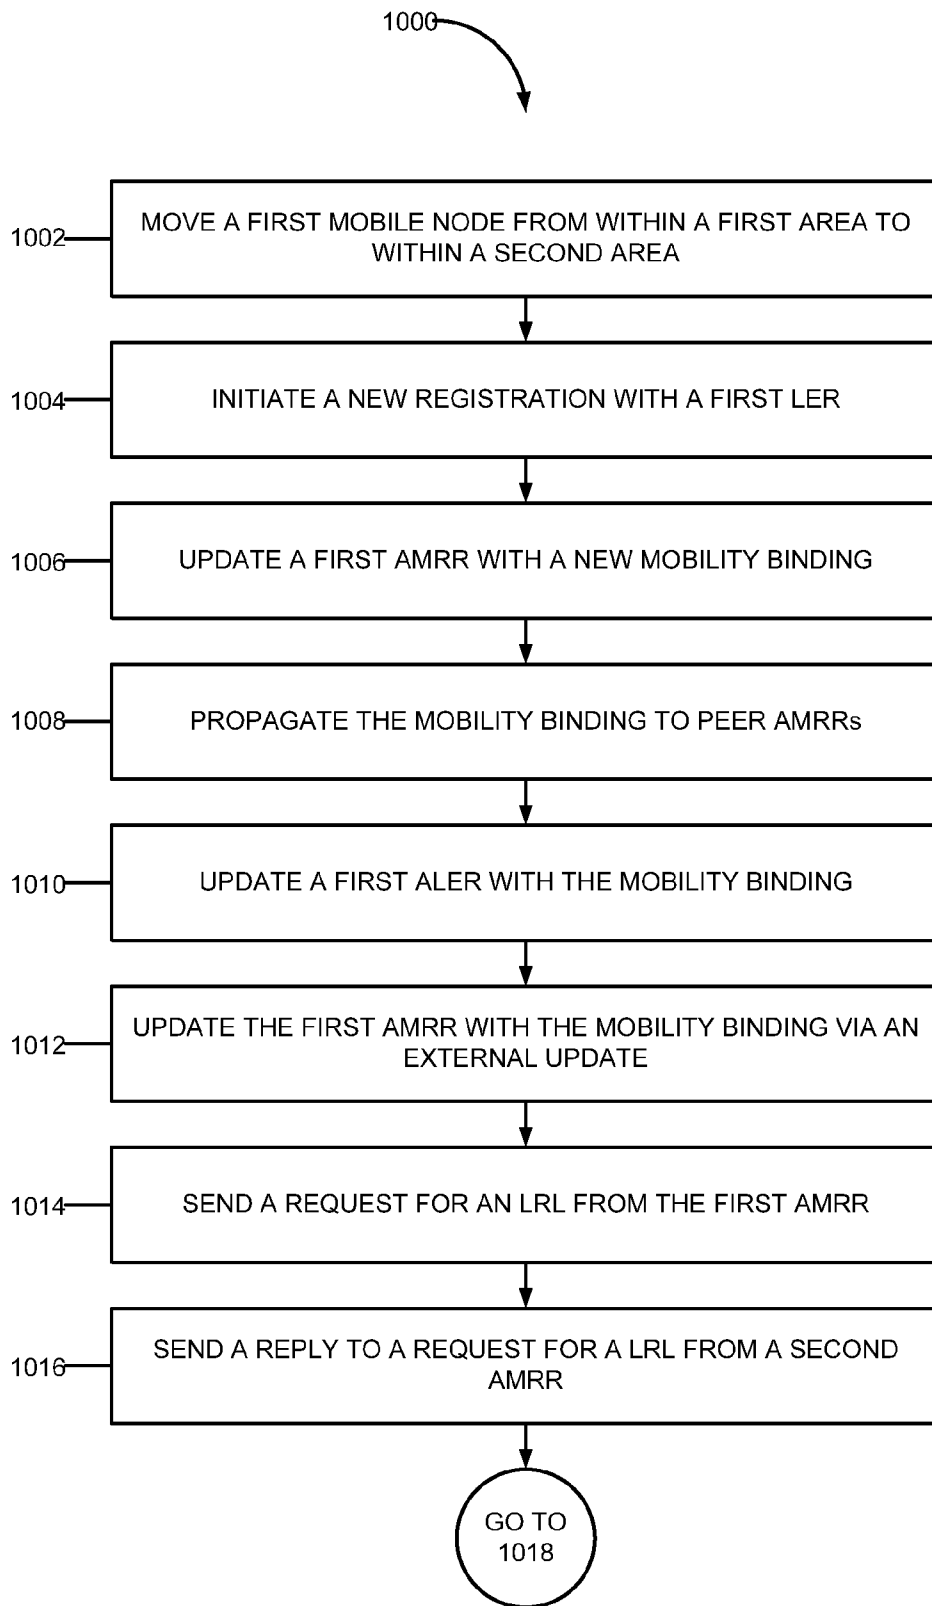 1000
1002
MOVE A FIRST MOBILE NODE FROM WITHIN A FIRST AREA TO
WITHIN A SECOND AREA
1004
INITIATE A NEW REGISTRATION WITH A FIRST LER
1006
UPDATE A FIRST AMRR WITH A NEW MOBILITY BINDING
1008
PROPAGATE THE MOBILITY BINDING TO PEER AMRRs
1010
UPDATE A FIRST ALER WITH THE MOBILITY BINDING
1012
UPDATE THE FIRST AMRR WITH THE MOBILITY BINDING VIA AN
EXTERNAL UPDATE
1014
SEND A REQUEST FOR AN LRL FROM THE FIRST AMRR
1016
SEND A REPLY TO A REQUEST FOR A LRL FROM A SECOND
AMRR
GO TO
1018